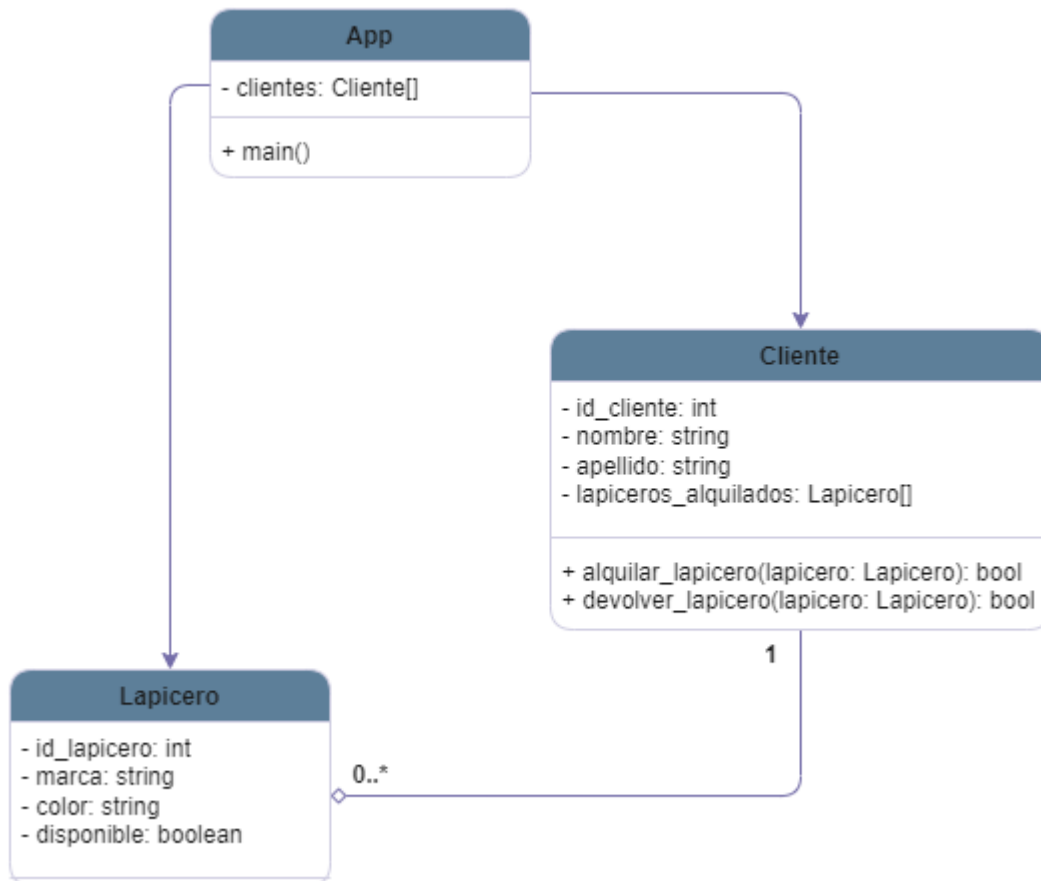 App
- clientes: Cliente[]
+ main()
Cliente
- id_cliente: int
- nombre: string
- apellido: string
- lapiceros_alquilados: Lapicero[]
+ alquilar_lapicero(lapicero: Lapicero): bool
+ devolver_lapicero(lapicero: Lapicero): bool
1
Lapicero
- id_lapicero: int
- marca: string
- color: string
- disponible: boolean
0..*